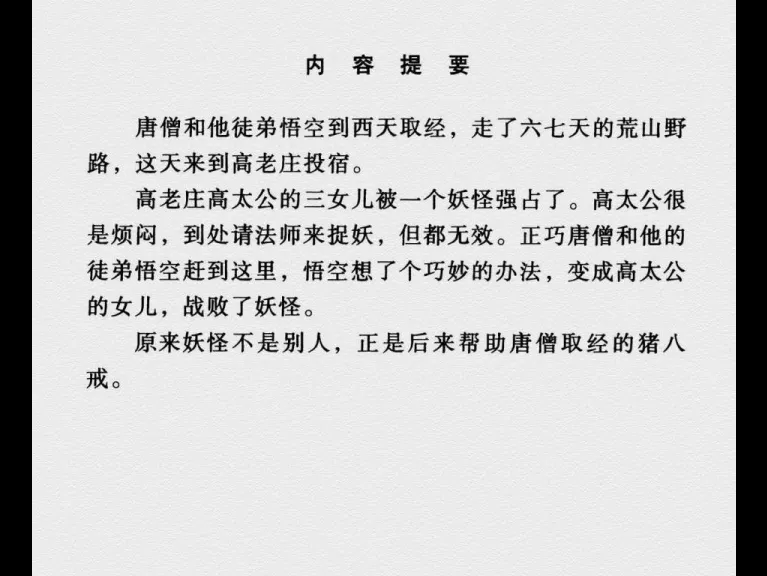 内容提要
唐僧和他徒弟悟空到西天取经，走了六七天的荒山野
路，这天来到高老庄投宿。
高老庄高太公的三女儿被一个妖怪强占了。高太公很
是烦闷，到处请法师来捉妖，但都无效。正巧唐僧和他的
徒弟悟空赶到这里，悟空想了个巧妙的办法，变成高太公
的女儿，战败了妖怪。
原来妖怪不是别人，正是后来帮助唐僧取经的猪八
戒。